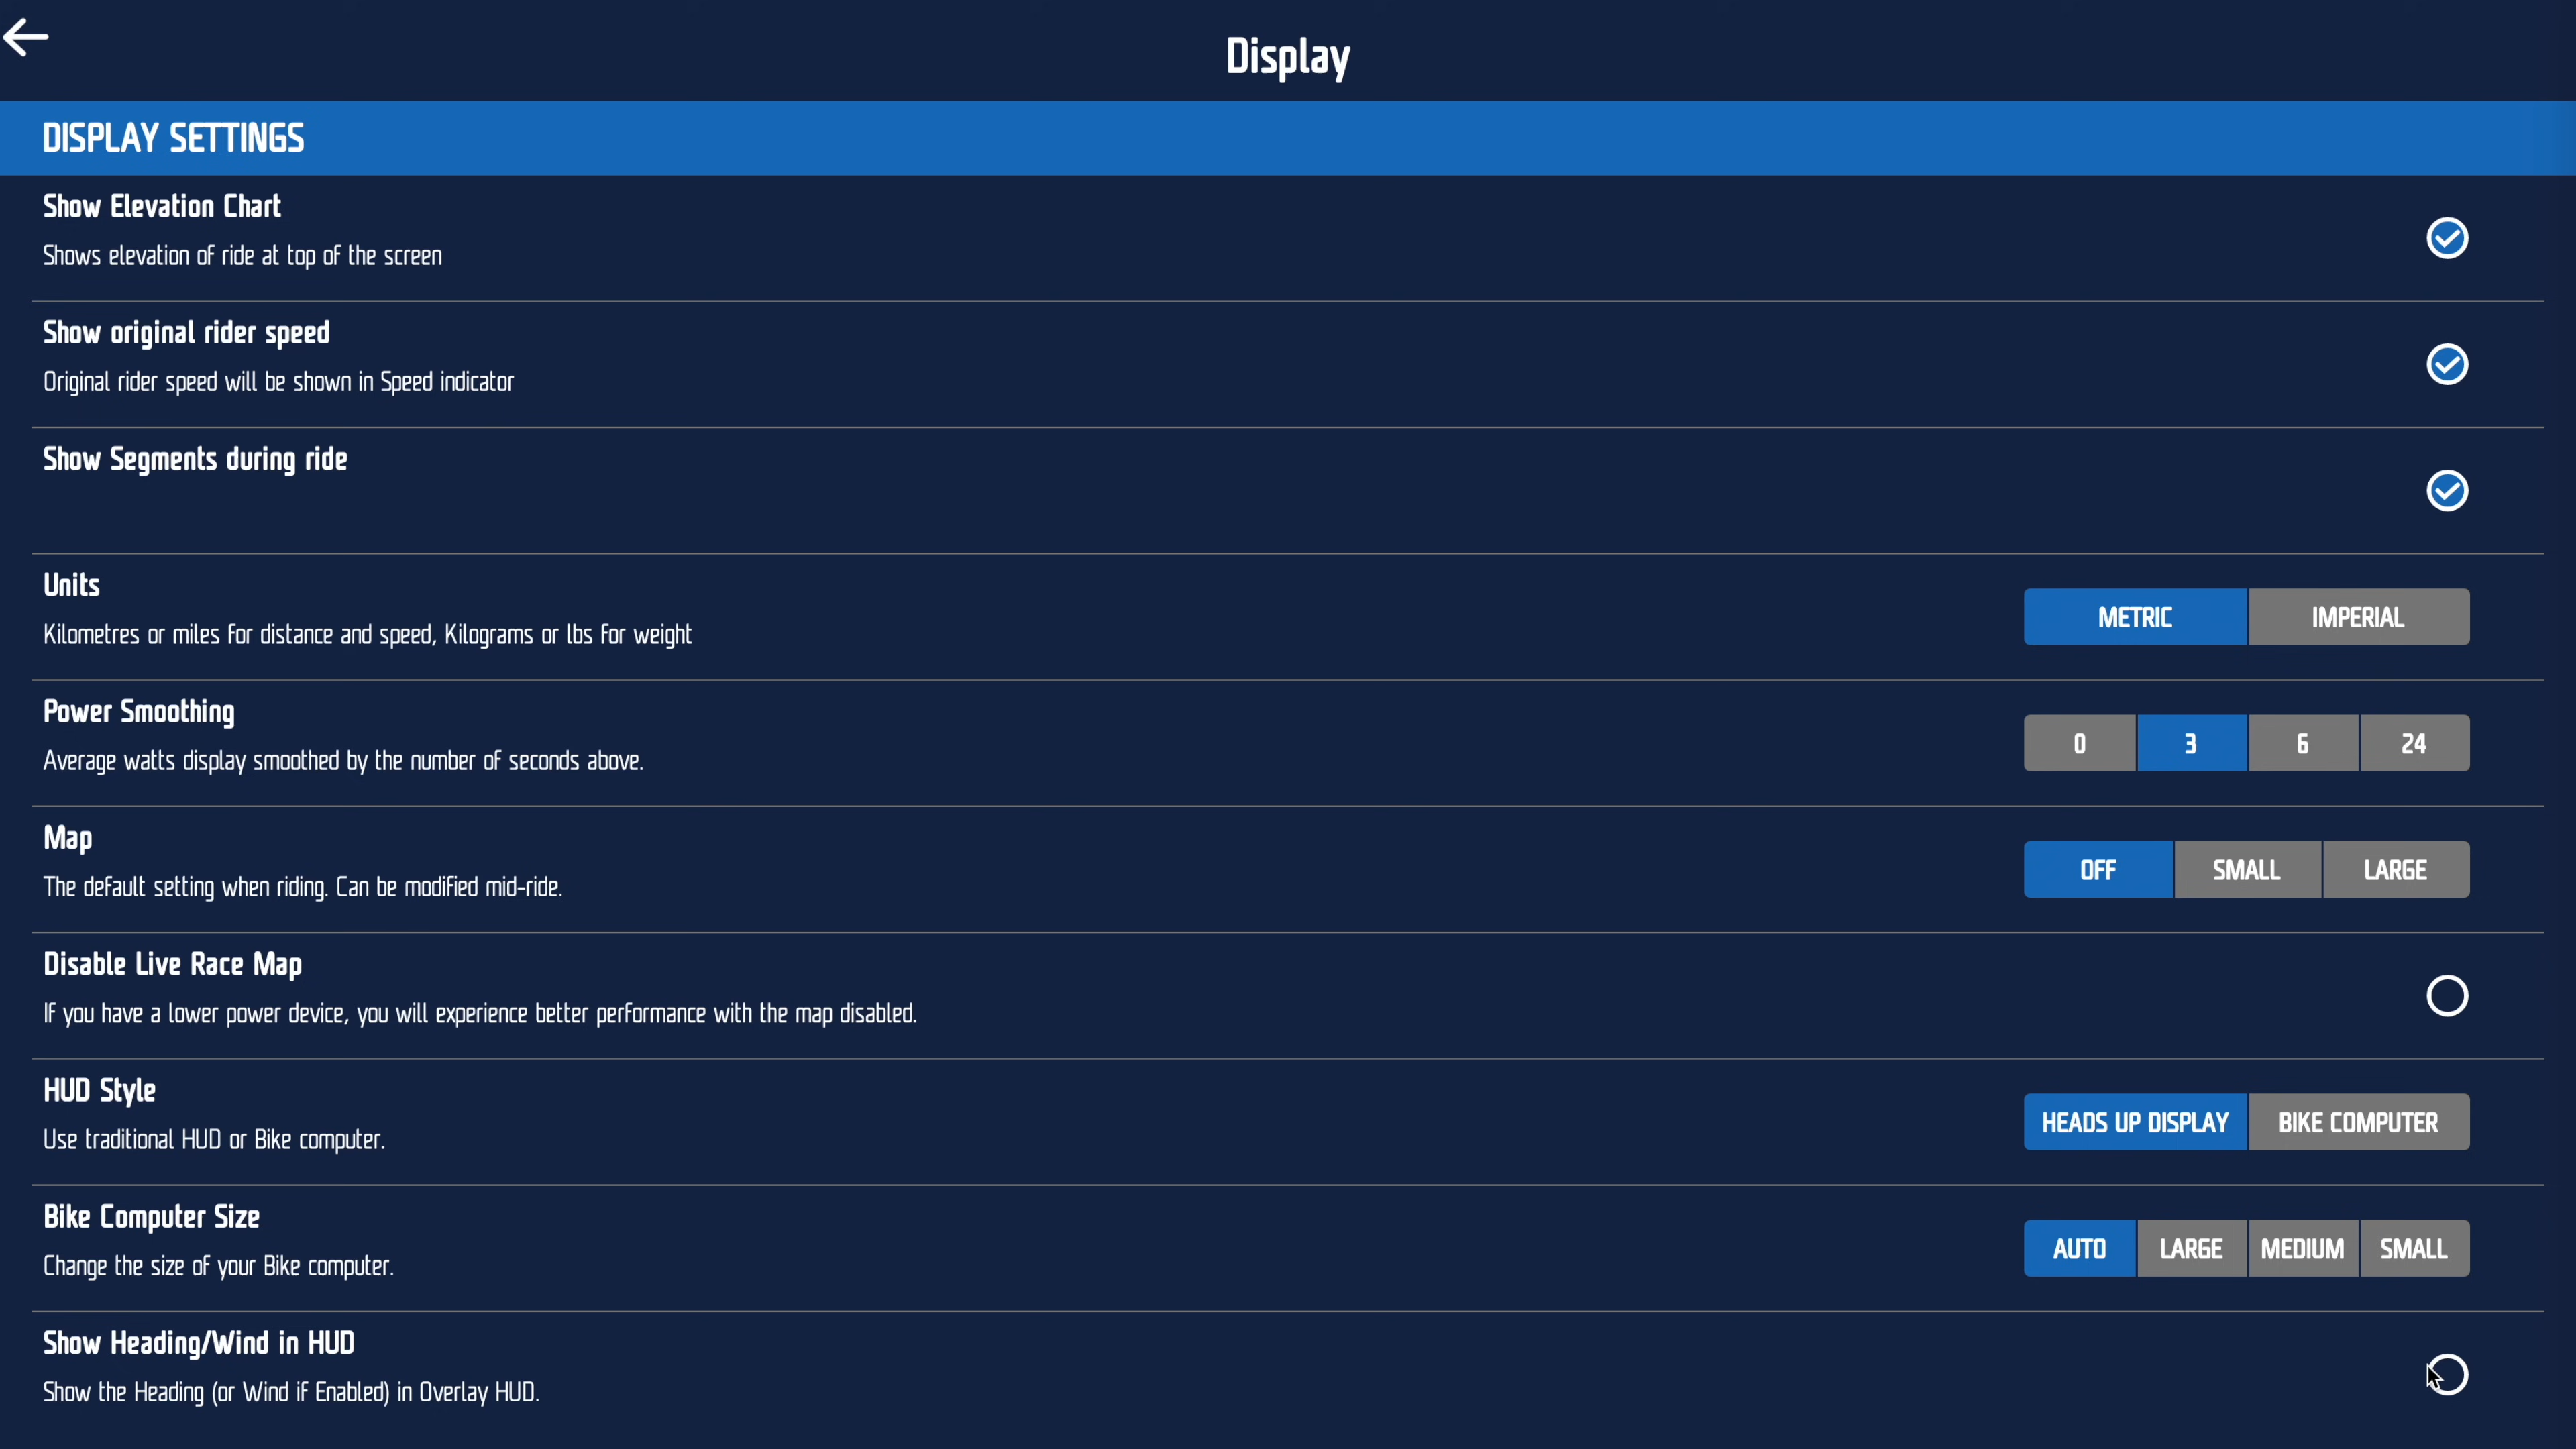 Display
DISPLAY SETTINGS
Show Elevation Chart
Shows elevation of ride at top of the screen
Show original rider speed
Original rider speed will be shown in Speed indicator
Show Segments during ride
Units
Kilometres or miles for distance and speed, Kilograms or lbs for weight
METRIC IMPERIAL
Power Smoothing
Average watts display smoothed by the number of seconds above.
0 3 6 24
Map
The default setting when riding. Can be modified mid-ride.
OFF SMALL LARGE
Disable Live Race Map
If you have a lower power device, you will experience better performance with the map disabled.
HUD Style
Use traditional HUD or Bike computer.
HEADS UP DISPLAY BIKE COMPUTER
Bike Computer Size
Change the size of your Bike computer.
AUTO LARGE MEDIUM SMALL
Show Heading/Wind in HUD
Show the Heading (or Wind if Enabled) in Overlay HUD.